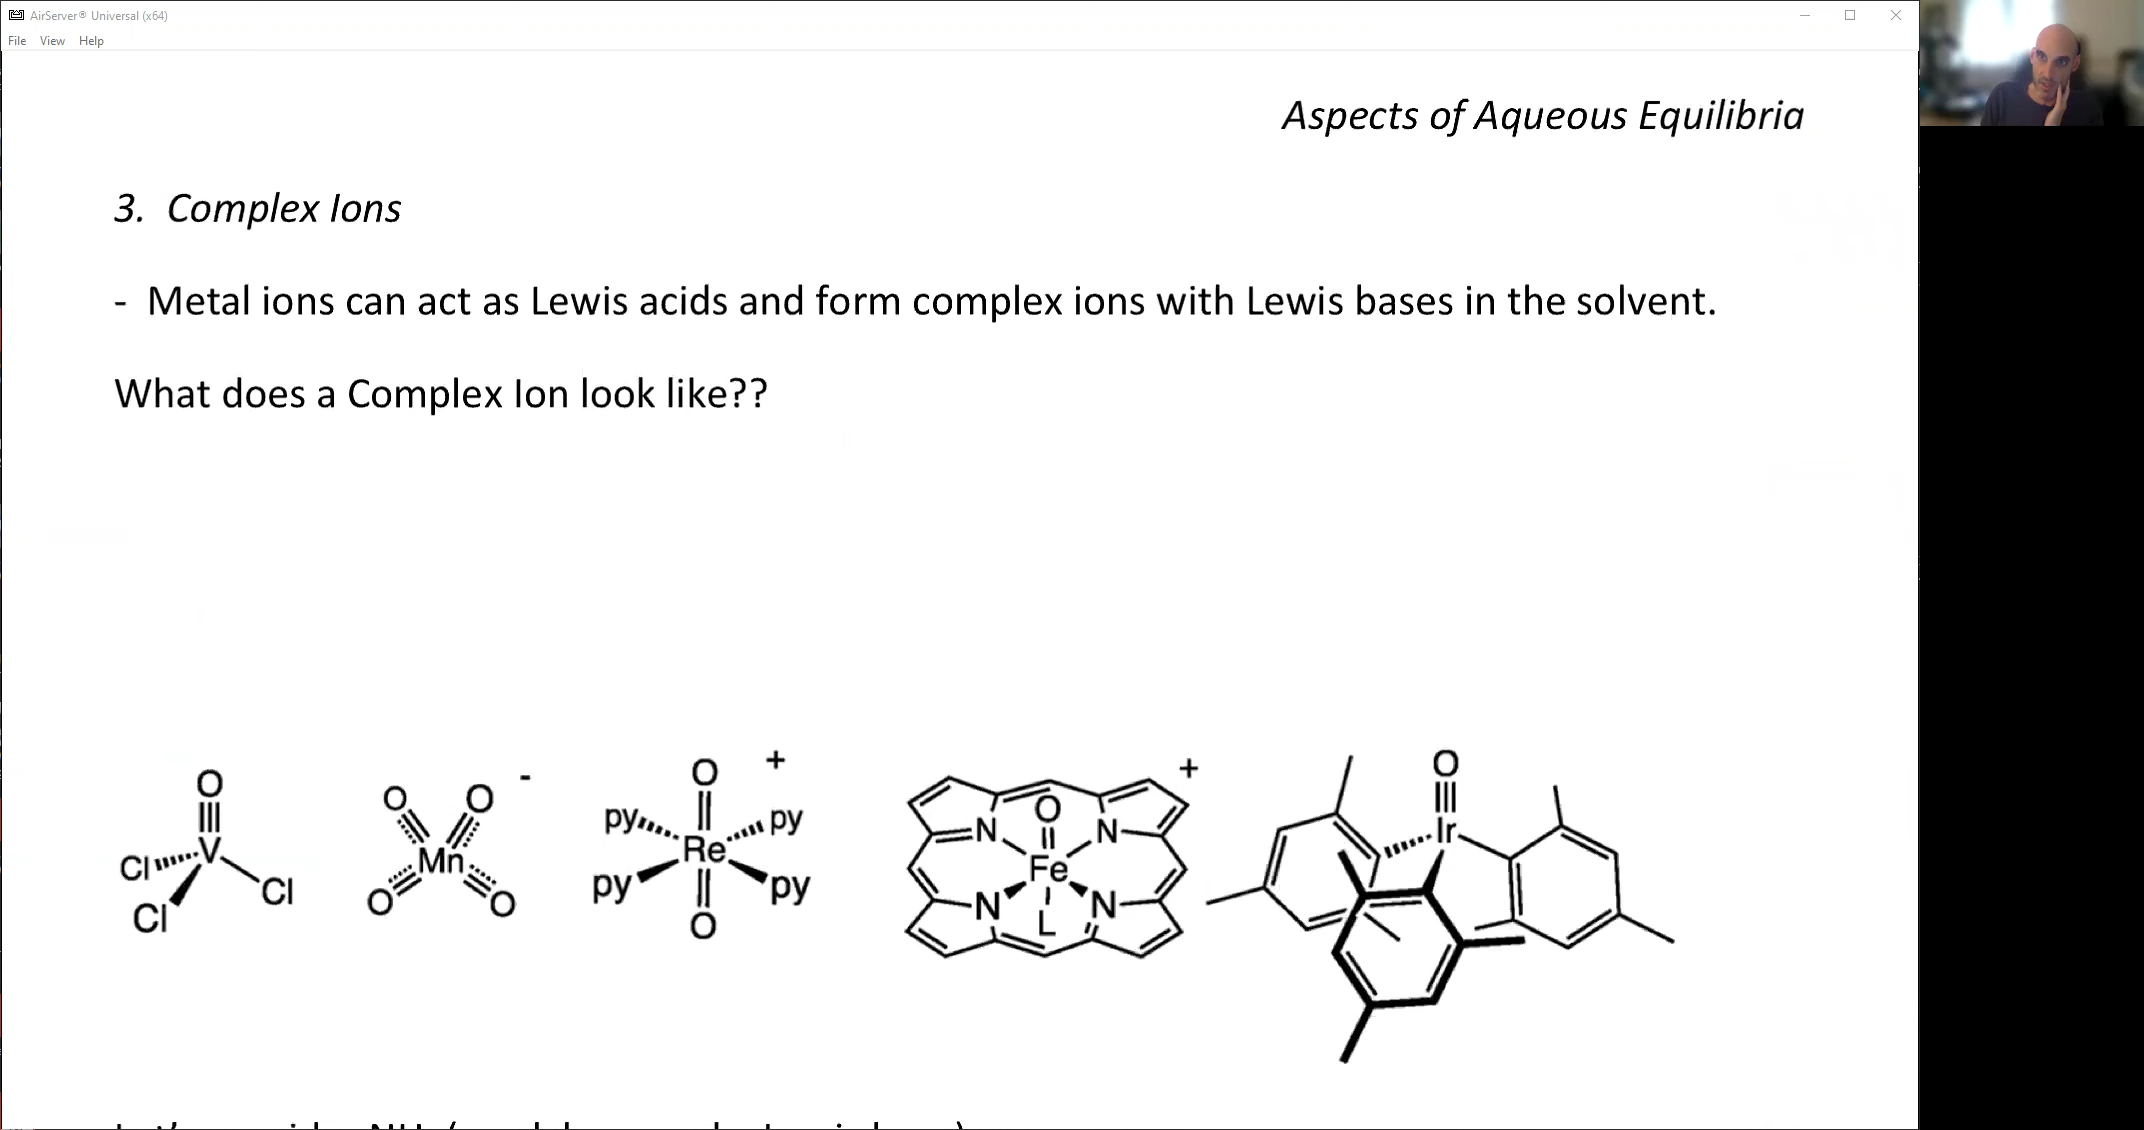 AirServer® Universal (x64)
File View Help
Aspects of Aqueous Equilibria
3. Complex Ions
- Metal ions can act as Lewis acids and form complex ions with Lewis bases in the solvent.
What does a Complex Ion look like??
O
V
Cl
Cl
Cl
O O -
Mn
O O
O +
py py
Re
py py
O
+
O
N N
Fe
N N
L
O
Ir